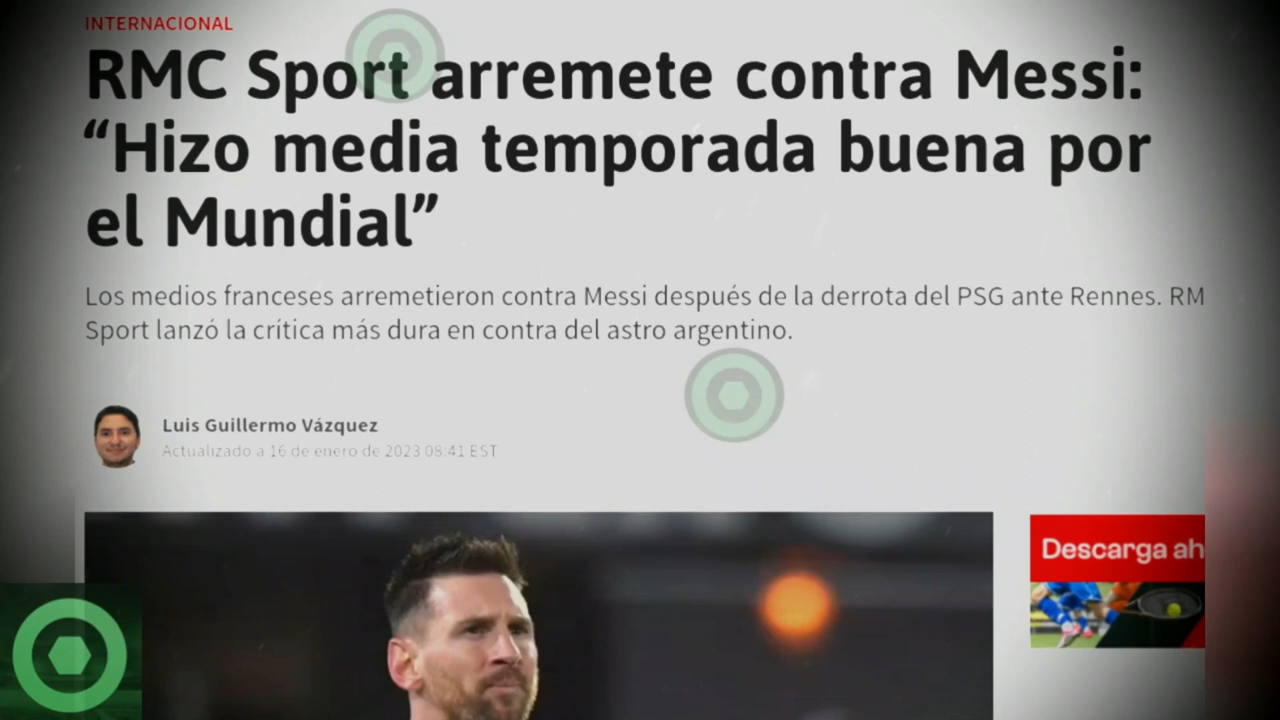 INTERNACIONAL
RMC Sport arremete contra Messi:
“Hizo media temporada buena por
el Mundial”
Los medios franceses arremetieron contra Messi después de la derrota del PSG ante Rennes. RM
Sport lanzó la crítica más dura en contra del astro argentino.
Luis Guillermo Vázquez
Actualizado a 16 de enero de 2023 08:41 EST
Descarga ah